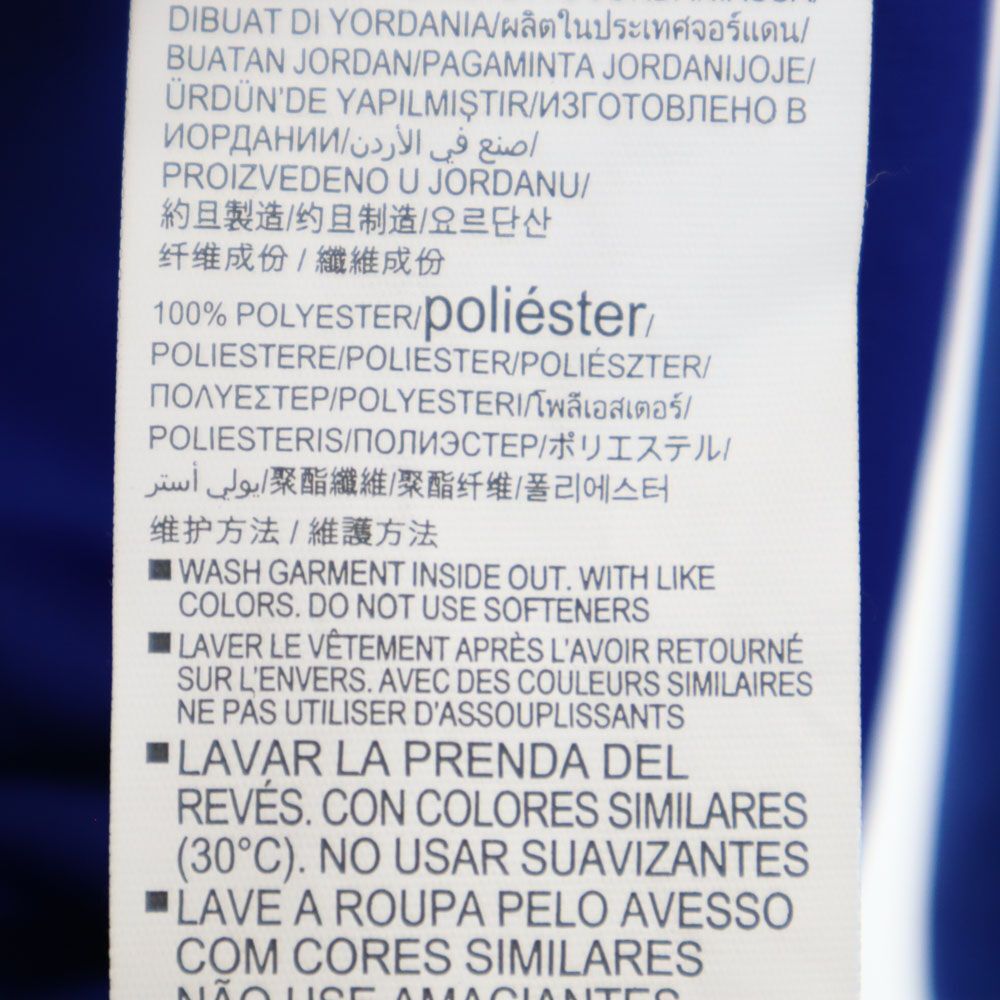 DIBUAT DI YORDANIA/ผลิตในประเทศจอร์แดน/
BUATAN JORDAN/PAGAMINTA JORDANIJOJE/
ÜRDÜN'DE YAPILMIŞTIR/ИЗГОТОВЛЕНО В
ИОРДАНИИ/صنع في الأردن/
PROIZVEDENO U JORDANU/
約旦製造/约旦制造/요르단산
纤维成份 / 纖維成份
100% POLYESTER/poliéster/
POLIESTERE/POLIESTER/POLIÉSZTER/
ΠΟΛΥΕΣΤΕΡ/POLYESTERI/โพลีเอสเตอร์/
POLIESTERIS/ПОЛИЭСТЕР/ポリエステル/
بولي أستر/聚酯纖維/聚酯纤维/폴리에스터
维护方法 / 維護方法
■ WASH GARMENT INSIDE OUT. WITH LIKE
COLORS. DO NOT USE SOFTENERS
■ LAVER LE VÊTEMENT APRÈS L'AVOIR RETOURNÉ
SUR L'ENVERS. AVEC DES COULEURS SIMILAIRES
NE PAS UTILISER D'ASSOUPLISSANTS
■ LAVAR LA PRENDA DEL
REVÉS. CON COLORES SIMILARES
(30°C). NO USAR SUAVIZANTES
■ LAVE A ROUPA PELO AVESSO
COM CORES SIMILARES
NÃO USE AMACIANTES